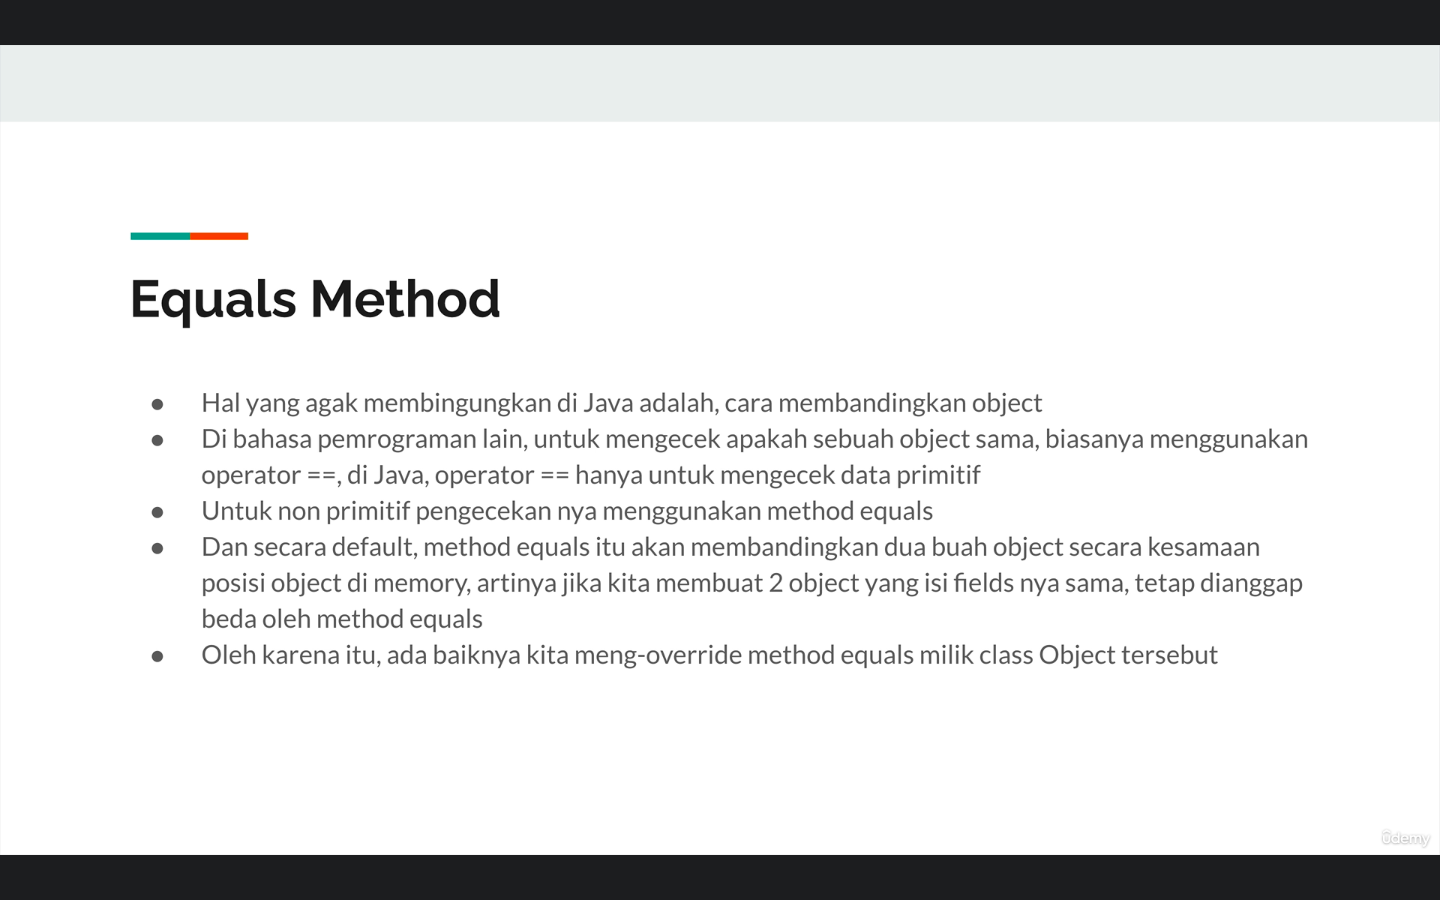 Equals Method
● Hal yang agak membingungkan di Java adalah, cara membandingkan object
● Di bahasa pemrograman lain, untuk mengecek apakah sebuah object sama, biasanya menggunakan
operator ==, di Java, operator == hanya untuk mengecek data primitif
● Untuk non primitif pengecekan nya menggunakan method equals
● Dan secara default, method equals itu akan membandingkan dua buah object secara kesamaan
posisi object di memory, artinya jika kita membuat 2 object yang isi fields nya sama, tetap dianggap
beda oleh method equals
● Oleh karena itu, ada baiknya kita meng-override method equals milik class Object tersebut
ûdemy